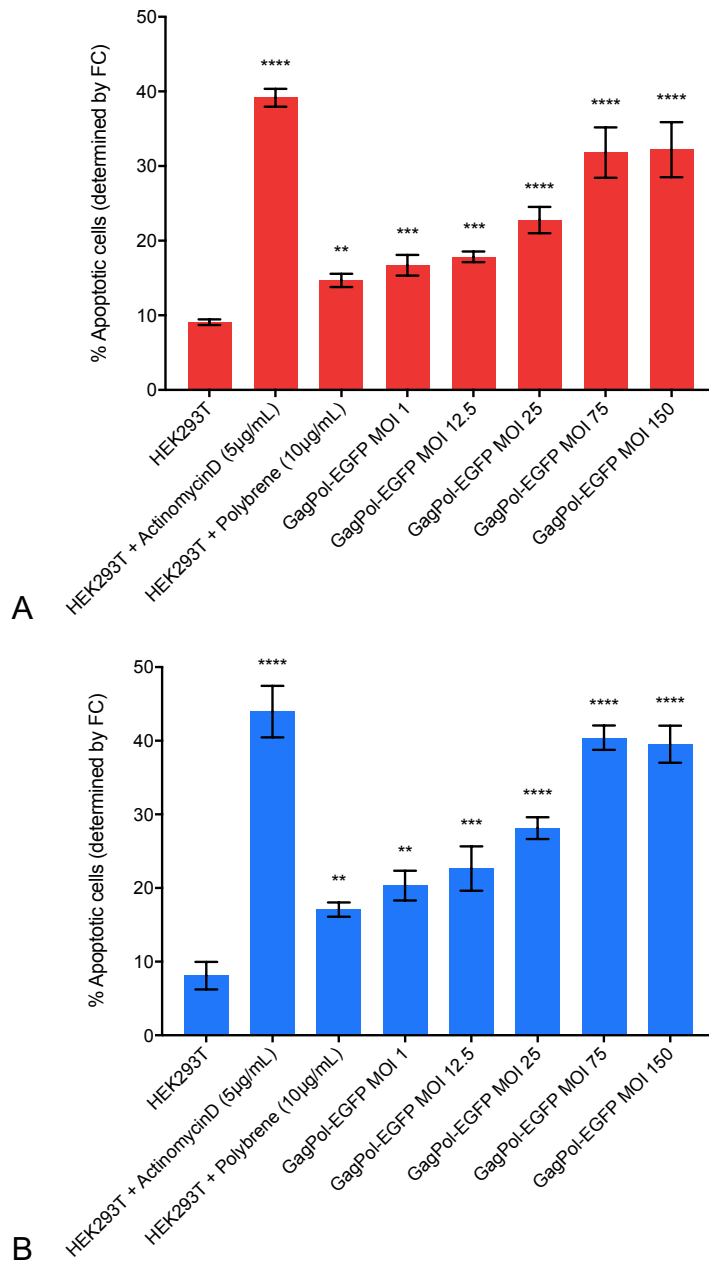 50
40
30
20
10
0
% Apoptotic cells (determined by FC)
****
**
***
***
****
****
****
HEK293T
HEK293T + ActinomycinD (5µg/mL)
HEK293T + Polybrene (10µg/mL)
GagPol-EGFP MOI 1
GagPol-EGFP MOI 12.5
GagPol-EGFP MOI 25
GagPol-EGFP MOI 75
GagPol-EGFP MOI 150
A
50
40
30
20
10
0
% Apoptotic cells (determined by FC)
****
**
**
***
****
****
****
HEK293T
HEK293T + ActinomycinD (5µg/mL)
HEK293T + Polybrene (10µg/mL)
GagPol-EGFP MOI 1
GagPol-EGFP MOI 12.5
GagPol-EGFP MOI 25
GagPol-EGFP MOI 75
GagPol-EGFP MOI 150
B